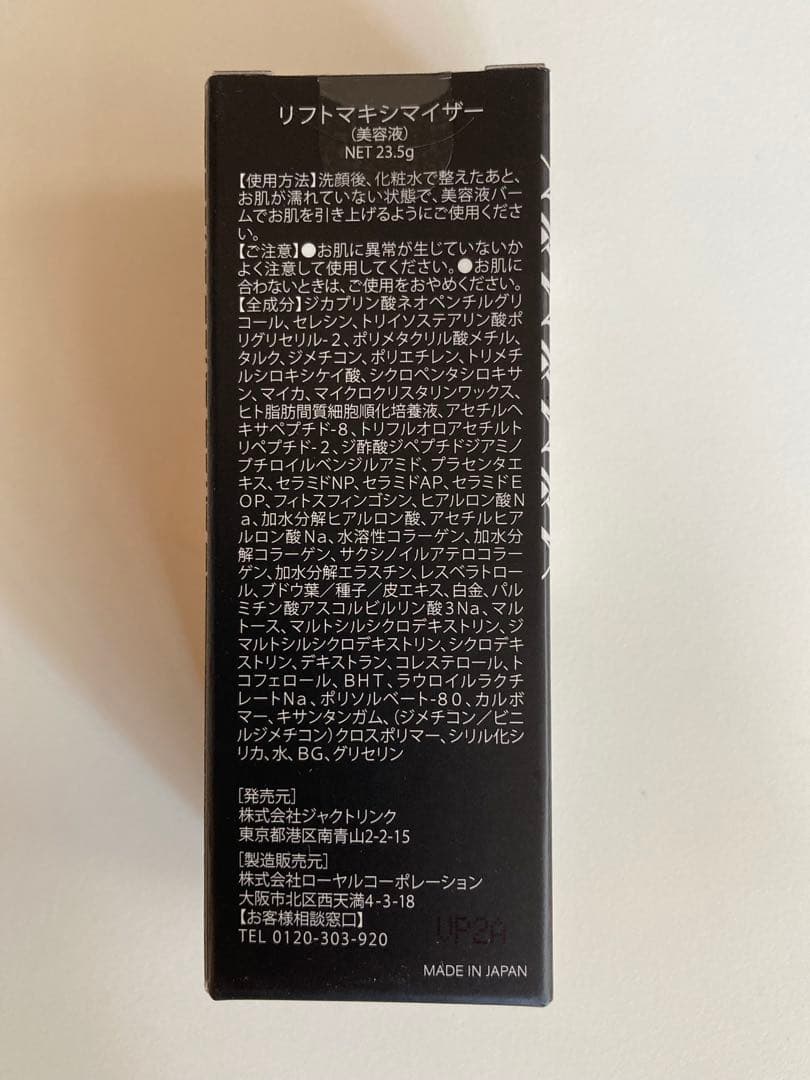 リフトマキシマイザー
(美容液)
NET 23.5g
【使用方法】洗顔後、化粧水で整えたあと、
お肌が濡れていない状態で、美容液バー
ムでお肌を引き上げるようにご使用くださ
い。
【ご注意】●お肌に異常が生じていないか
よく注意して使用してください。●お肌に
合わないときは、ご使用をおやめください。
【全成分】ジカプリン酸ネオペンチルグリ
コール、セレシン、トリイソステアリン酸ポ
リグリセリル-2、ポリメタクリル酸メチル、
タルク、ジメチコン、ポリエチレン、トリメチ
ルシロキシケイ酸、シクロペンタシロキサ
ン、マイカ、マイクロクリスタリンワックス、
ヒト脂肪間質細胞順化培養液、アセチルヘ
キサペプチド-8、トリフルオロアセチルト
リペプチド-2、ジ酢酸ジペプチドジアミノ
ブチロイルベンジルアミド、プラセンタエ
キス、セラミドNP、セラミドAP、セラミドE
OP、フィトスフィンゴシン、ヒアルロン酸N
a、加水分解ヒアルロン酸、アセチルヒア
ルロン酸Na、水溶性コラーゲン、加水分
解コラーゲン、サクシノイルアテロコラー
ゲン、加水分解エラスチン、レスベラトロー
ル、ブドウ葉/種子/皮エキス、白金、パル
ミチン酸アスコルビルリン酸3Na、マル
トース、マルトシルシクロデキストリン、ジ
マルトシルシクロデキストリン、シクロデキ
ストリン、デキストラン、コレステロール、ト
コフェロール、BHT、ラウロイルラクチ
レートNa、ポリソルベート-80、カルボ
マー、キサンタンガム、(ジメチコン/ビニ
ルジメチコン)クロスポリマー、シリル化シ
リカ、水、BG、グリセリン
[発売元]
株式会社ジャクトリンク
東京都港区南青山2-2-15
[製造販売元]
株式会社ローヤルコーポレーション
大阪市北区西天満4-3-18
【お客様相談窓口】
TEL 0120-303-920
UP2A
MADE IN JAPAN